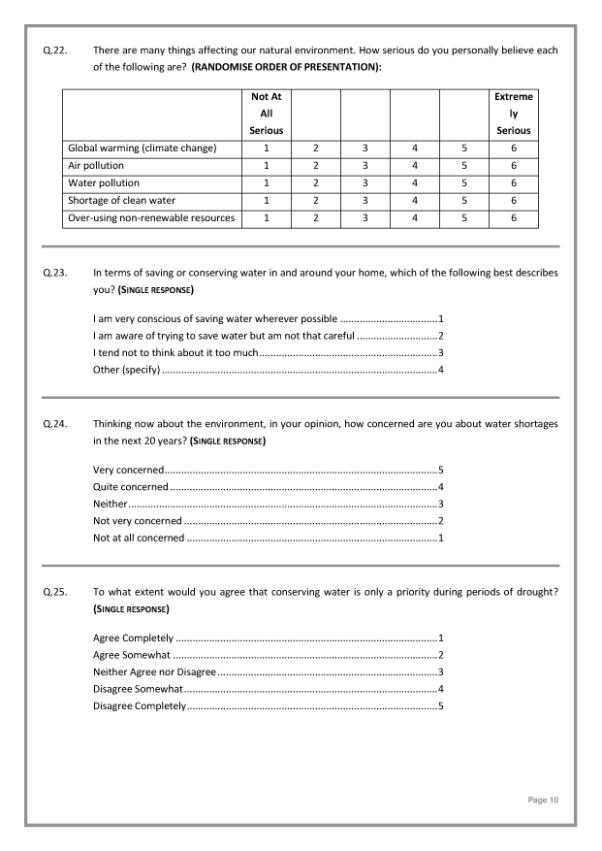 Q.22. There are many things affecting our natural environment. How serious do you personally believe each
of the following are? (RANDOMISE ORDER OF PRESENTATION):
Not At
All
Serious
Extreme
ly
Serious
Global warming (climate change) 1 2 3 4 5 6
Air pollution 1 2 3 4 5 6
Water pollution 1 2 3 4 5 6
Shortage of clean water 1 2 3 4 5 6
Over-using non-renewable resources 1 2 3 4 5 6
Q.23. In terms of saving or conserving water in and around your home, which of the following best describes
you? (SINGLE RESPONSE)
I am very conscious of saving water wherever possible ..................................1
I am aware of trying to save water but am not that careful ............................2
I tend not to think about it too much..............................................................3
Other (specify) .................................................................................................4
Q.24. Thinking now about the environment, in your opinion, how concerned are you about water shortages
in the next 20 years? (SINGLE RESPONSE)
Very concerned................................................................................................5
Quite concerned ..............................................................................................4
Neither.............................................................................................................3
Not very concerned .........................................................................................2
Not at all concerned ........................................................................................1
Q.25. To what extent would you agree that conserving water is only a priority during periods of drought?
(SINGLE RESPONSE)
Agree Completely ............................................................................................1
Agree Somewhat .............................................................................................2
Neither Agree nor Disagree..............................................................................3
Disagree Somewhat.........................................................................................4
Disagree Completely........................................................................................5
Page 10